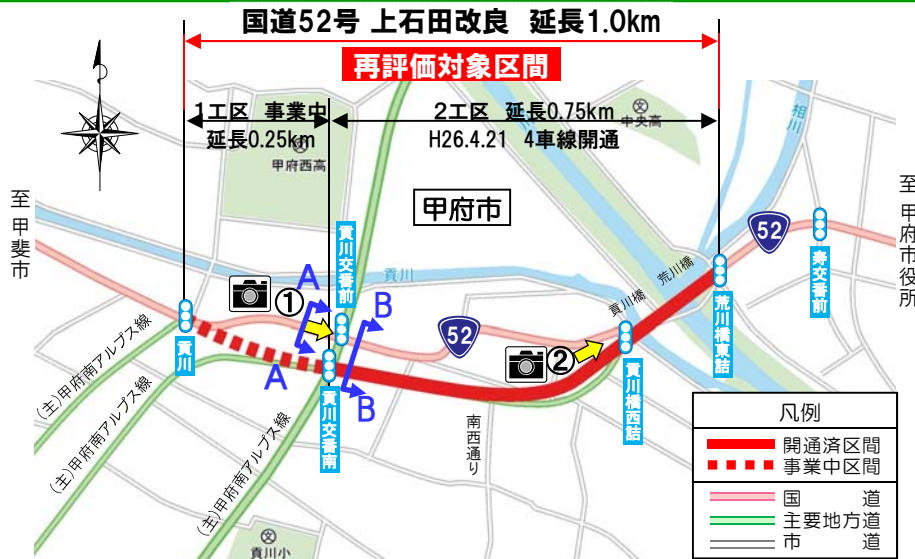 国道52号 上石田改良 延長1.0km
再評価対象区間
1工区 事業中
延長0.25km
2工区 延長0.75km
H26.4.21 4車線開通
文
中央高
相川
文
甲府西高
至 甲斐市
至 甲府市役所
甲府市
52
寿交番前
貢川交番前
貢川
荒川橋
貢川橋
荒川橋東詰
A
①
B
52
②
貢川
A
B
貢川橋西詰
貢川交番南
(主)甲府南アルプス線
(主)甲府南アルプス線
(主)甲府南アルプス線
南西通り
文
貢川小
凡例
開通済区間
事業中区間
国 道
主要地方道
市 道